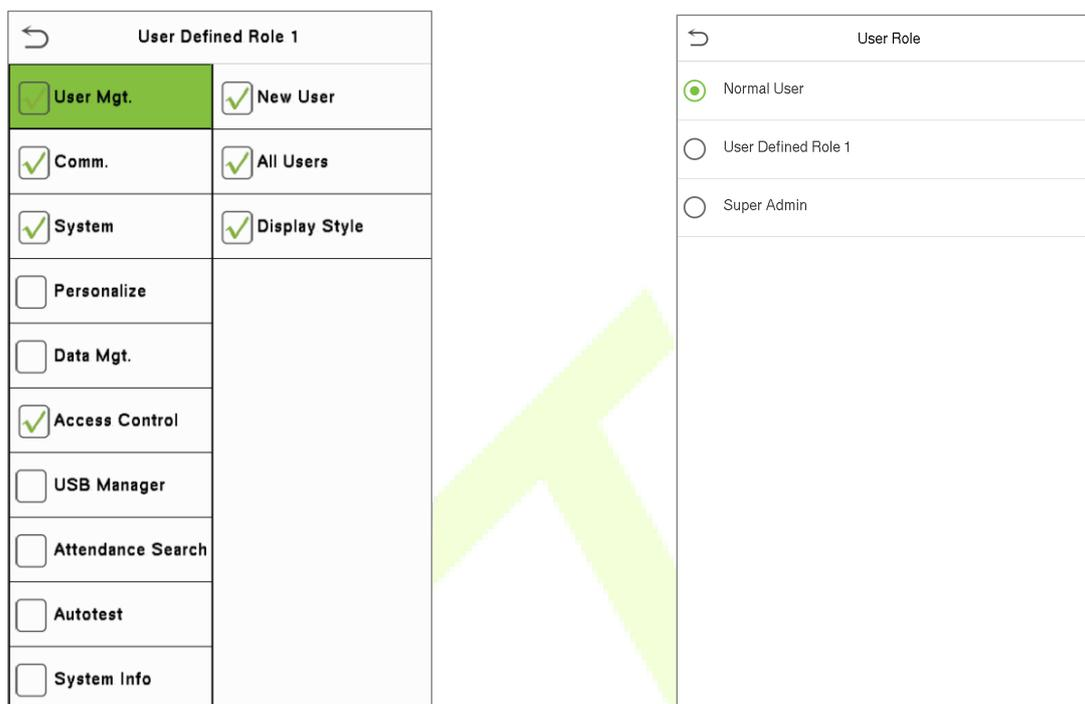 User Defined Role 1
User Mgt.
Comm.
System
Personalize
Data Mgt.
Access Control
USB Manager
Attendance Search
Autotest
System Info
New User
All Users
Display Style
User Role
Normal User
User Defined Role 1
Super Admin